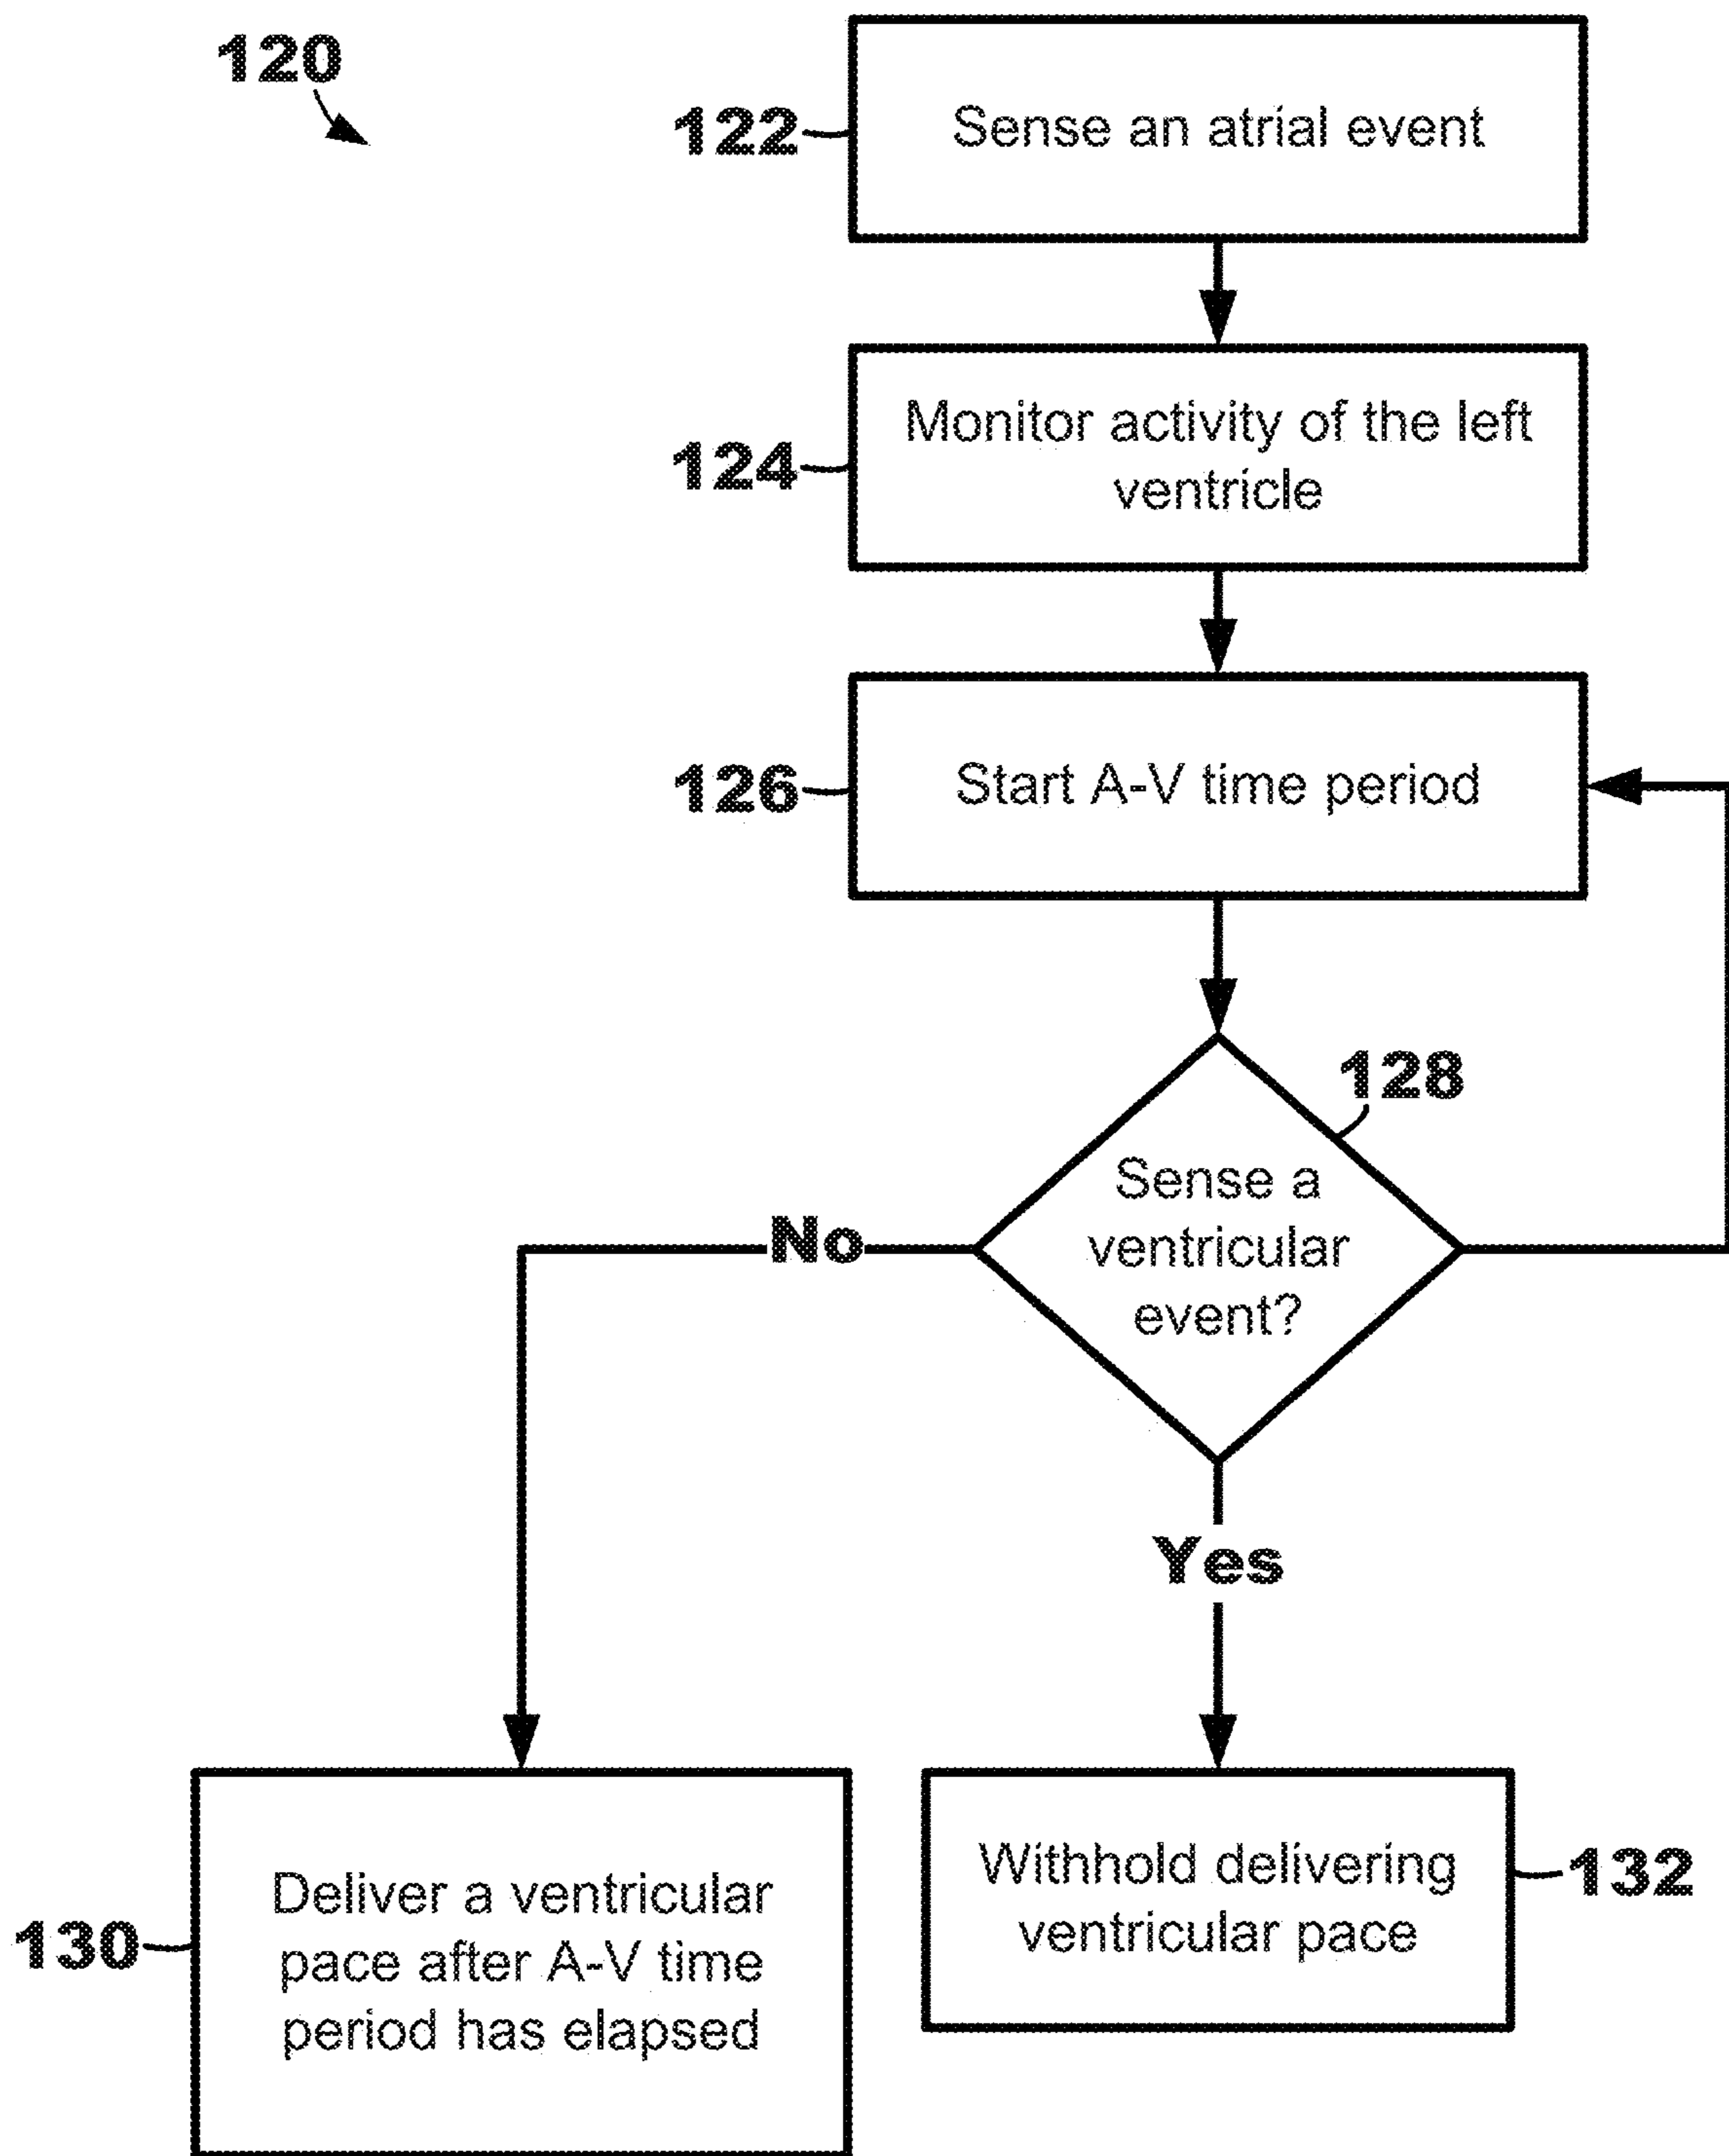 120
122
Sense an atrial event
124
Monitor activity of the left
ventricle
126
Start A-V time period
128
Sense a
ventricular
event?
No
Yes
130
Deliver a ventricular
pace after A-V time
period has elapsed
Withhold delivering
ventricular pace
132